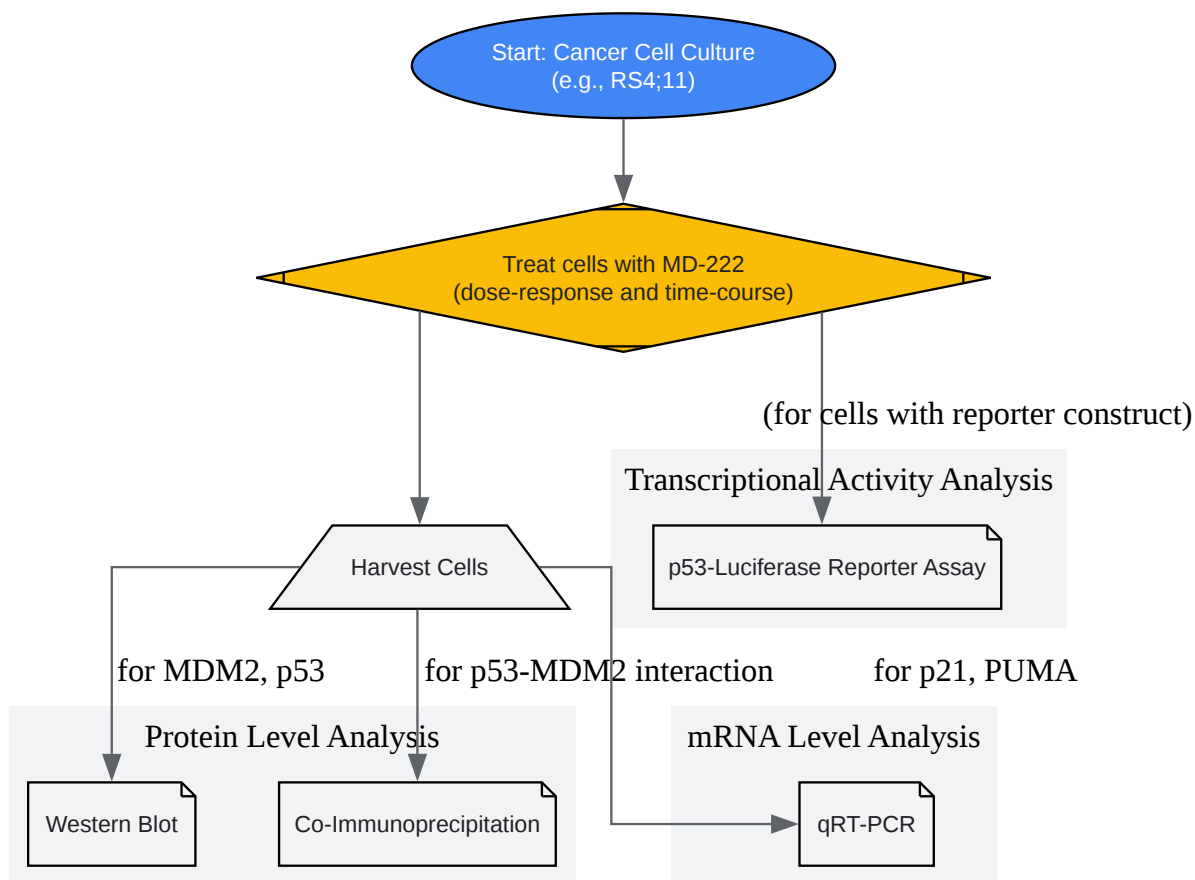 Start: Cancer Cell Culture
(e.g., RS4;11)
Treat cells with MD-222
(dose-response and time-course)
(for cells with reporter construct)
Transcriptional Activity Analysis
Harvest Cells
p53-Luciferase Reporter Assay
for MDM2, p53
for p53-MDM2 interaction
for p21, PUMA
Protein Level Analysis
mRNA Level Analysis
Western Blot
Co-Immunoprecipitation
qRT-PCR